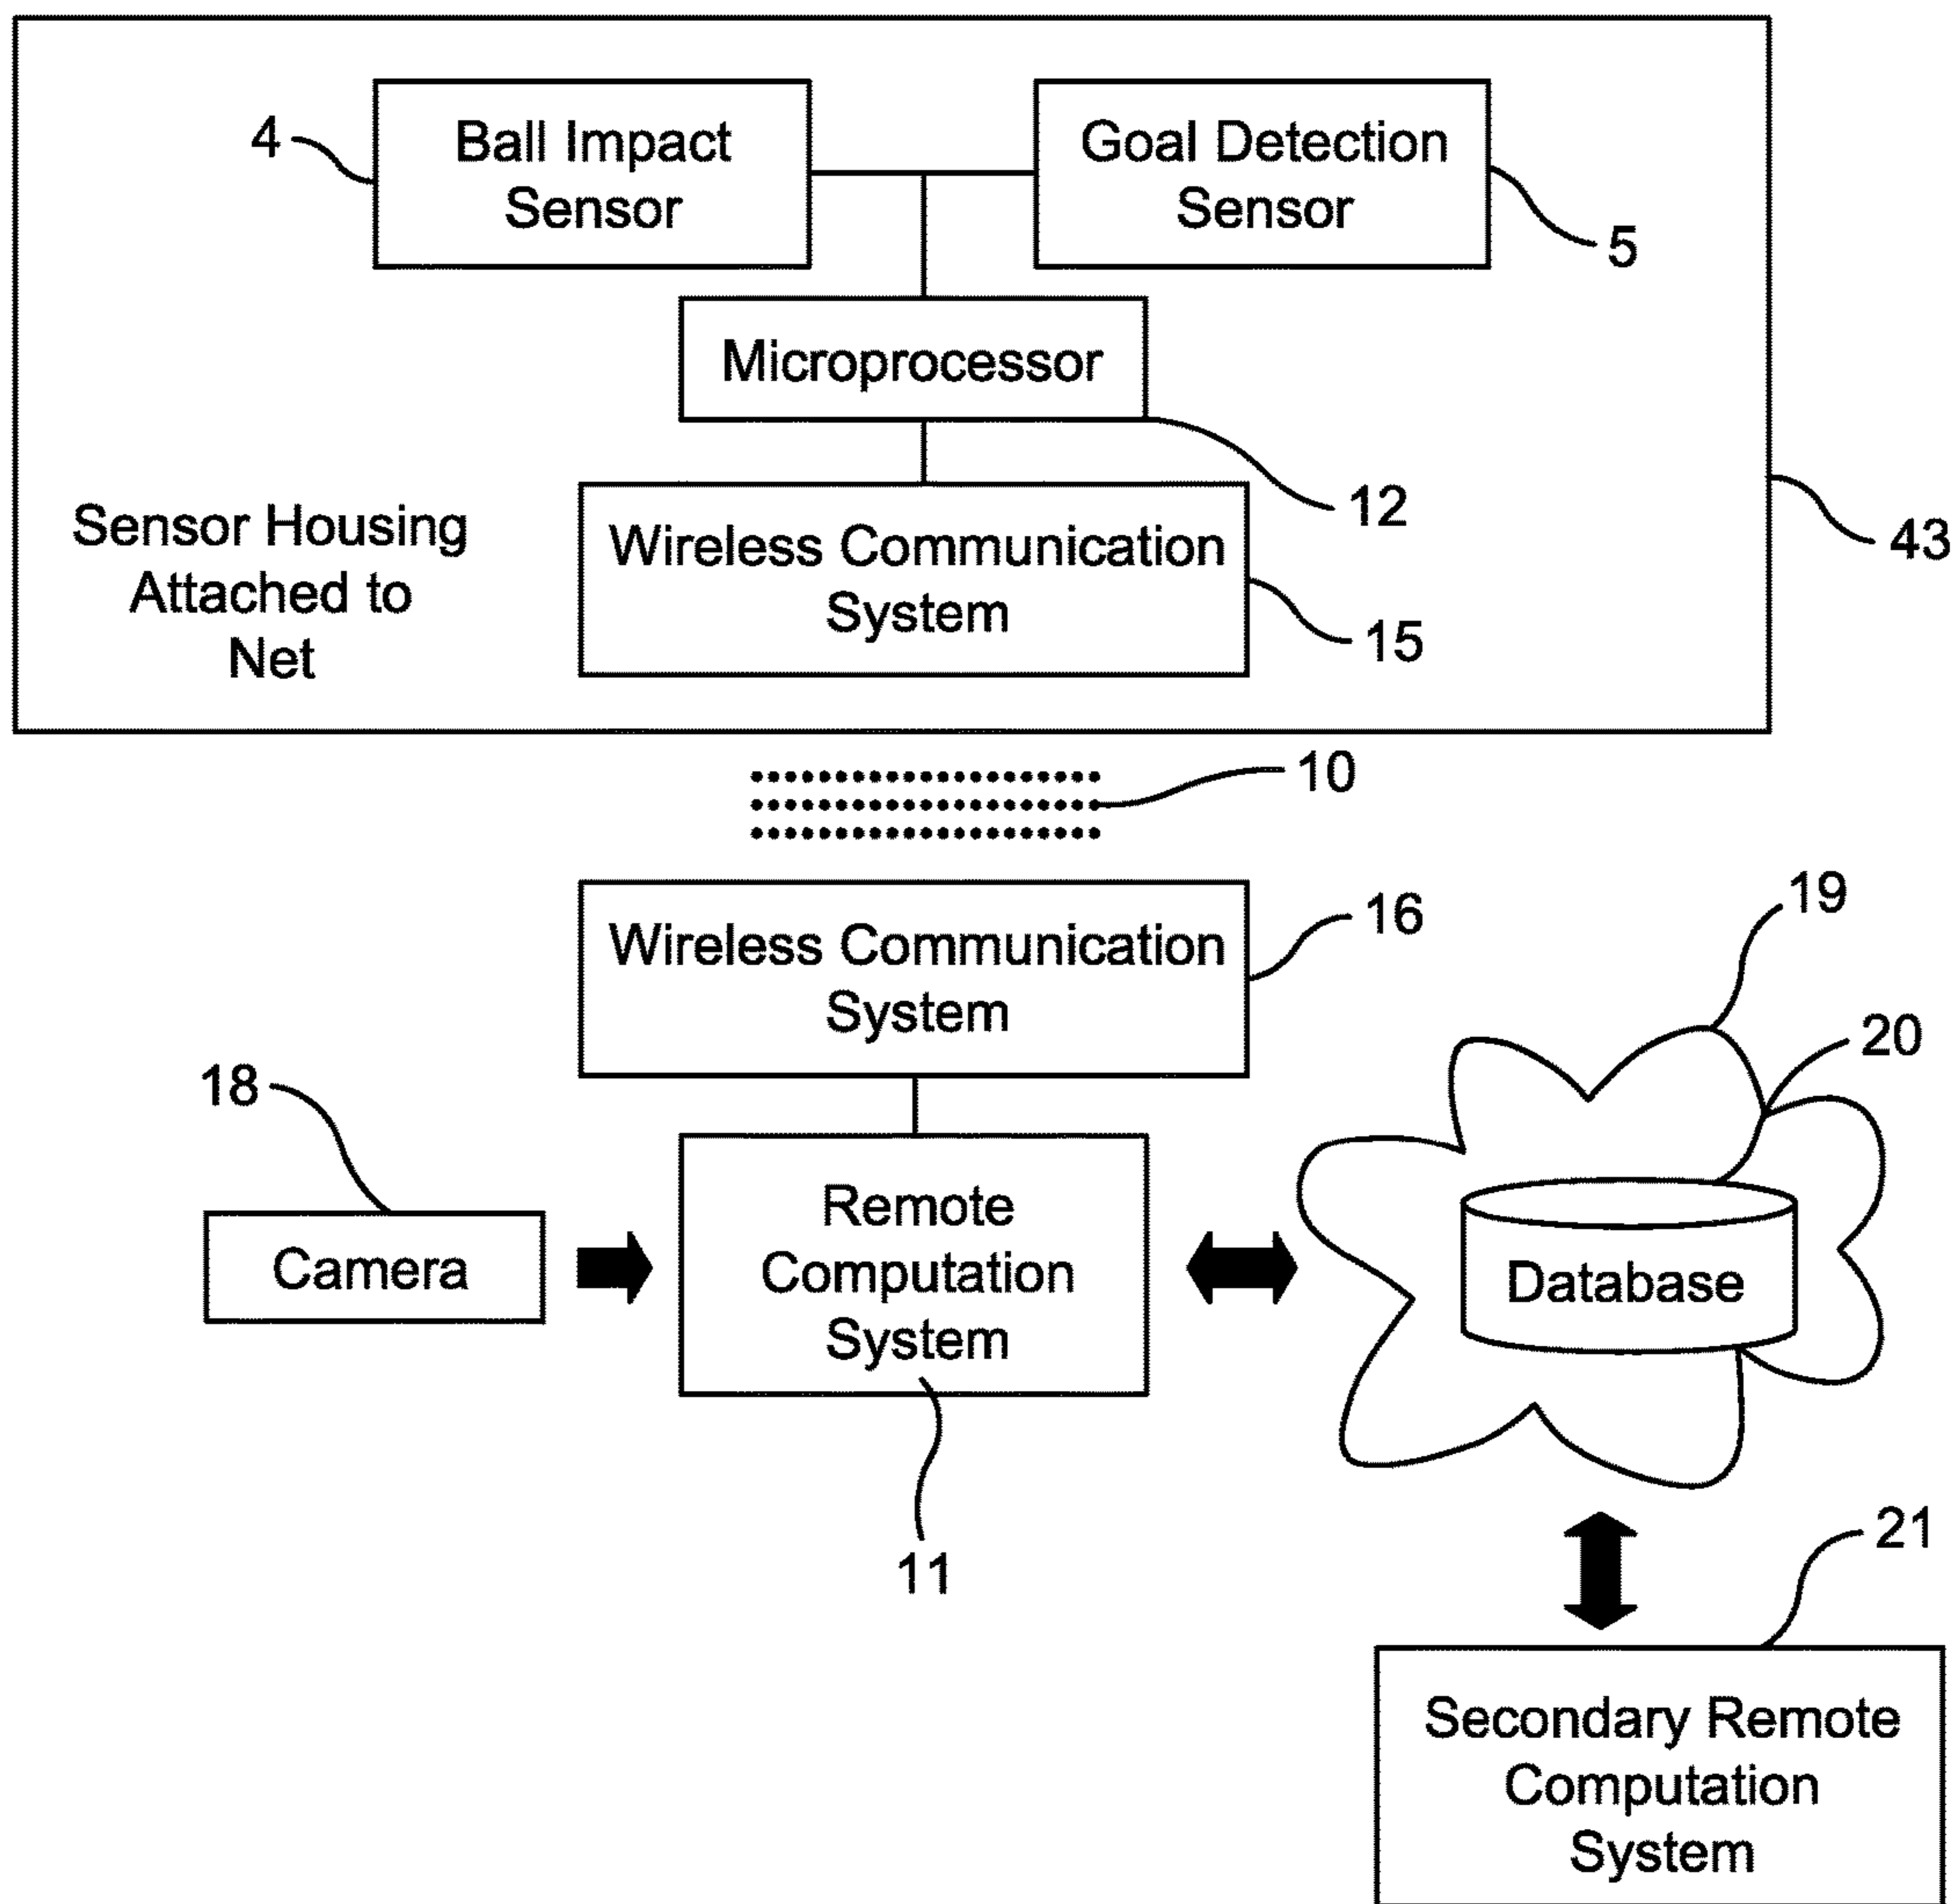 4
Ball Impact
Sensor
Goal Detection
Sensor
5
Microprocessor
12
Sensor Housing
Attached to
Net
Wireless Communication
System
15
43
10
Wireless Communication
System
16
19
20
18
Camera
Remote
Computation
System
Database
11
21
Secondary Remote
Computation
System